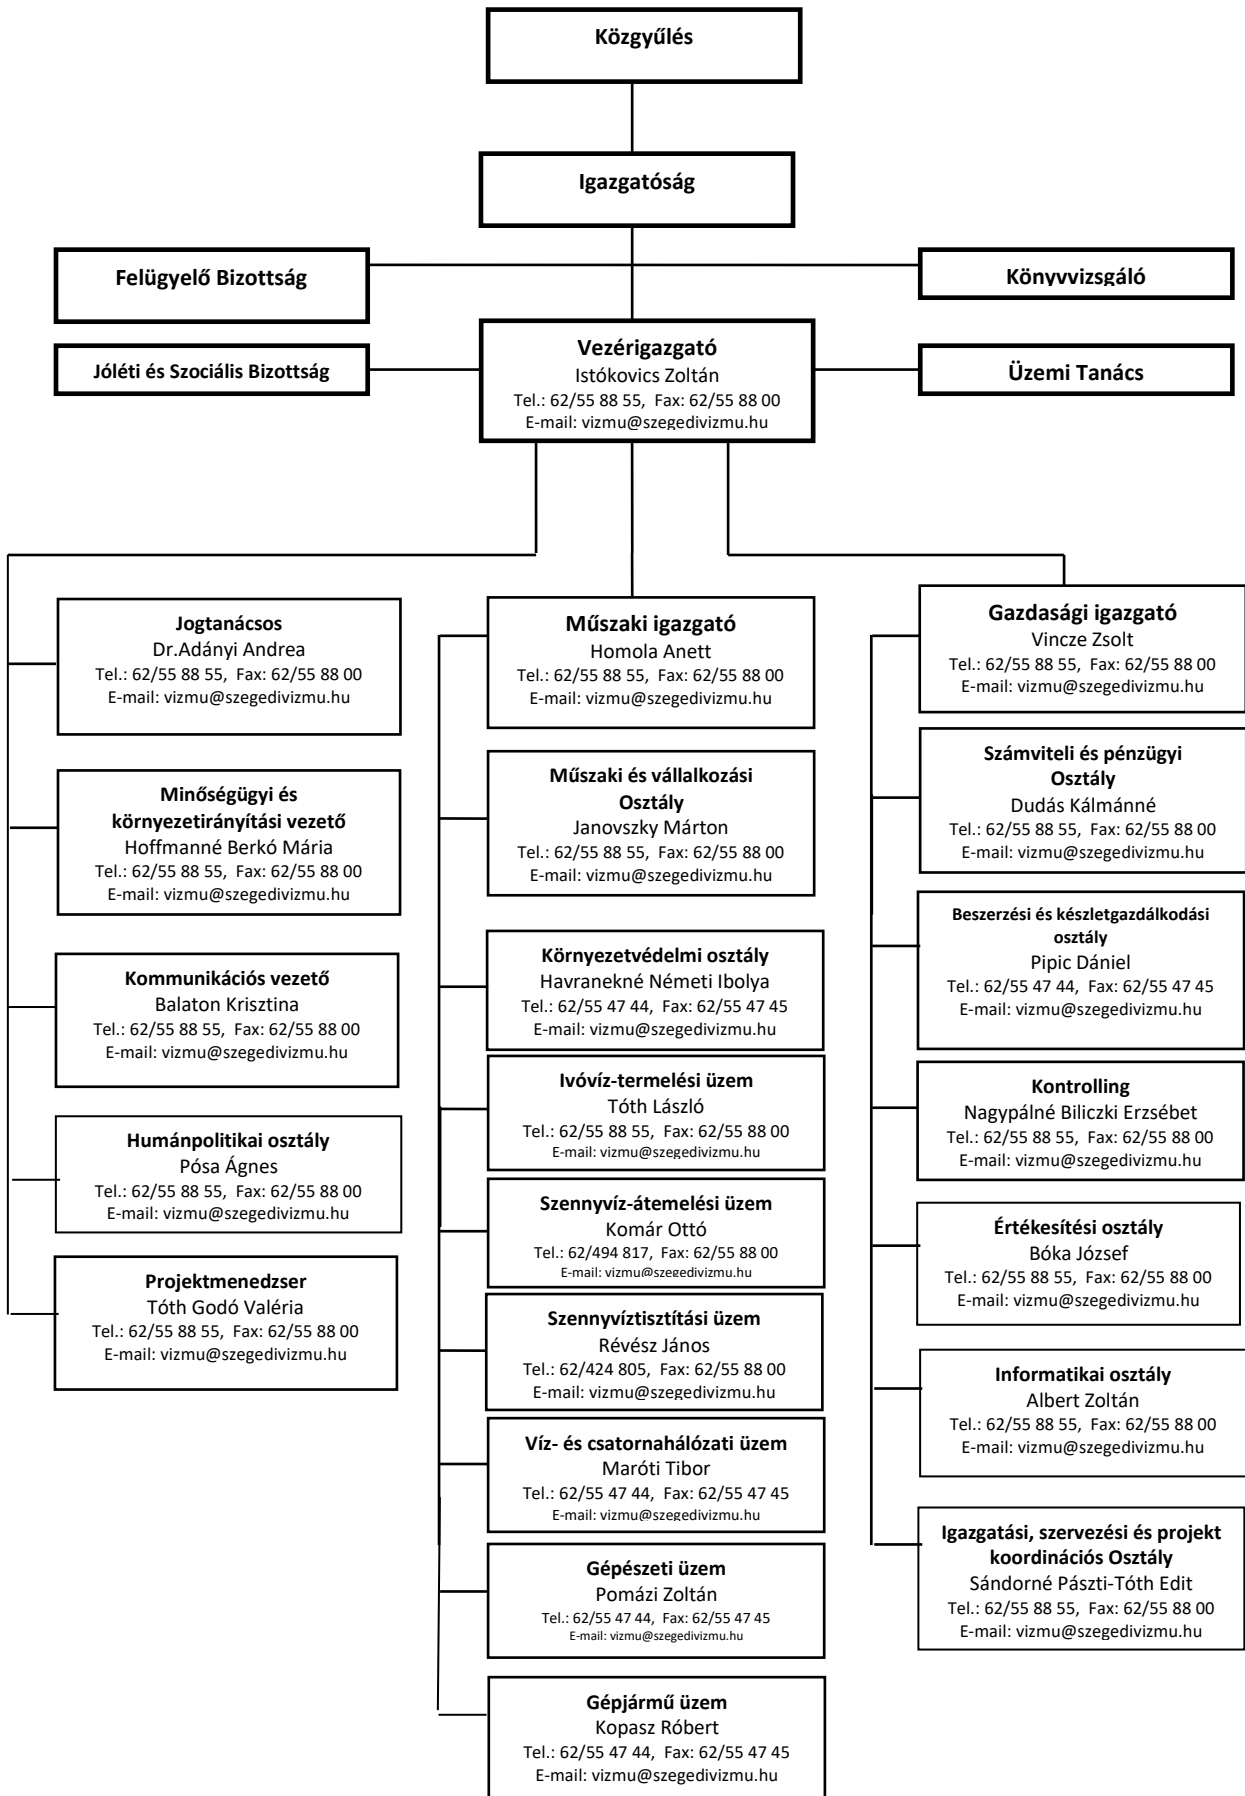 Közgyűlés
Igazgatóság
Felügyelő Bizottság
Könyvvizsgáló
Jóléti és Szociális Bizottság
Vezérigazgató
Istókovics Zoltán
Tel.: 62/55 88 55, Fax: 62/55 88 00
E-mail: vizmu@szegedivizmu.hu
Üzemi Tanács
Jogtanácsos
Dr.Adányi Andrea
Tel.: 62/55 88 55, Fax: 62/55 88 00
E-mail: vizmu@szegedivizmu.hu
Minőségügyi és
környezetirányítási vezető
Hoffmanné Berkó Mária
Tel.: 62/55 88 55, Fax: 62/55 88 00
E-mail: vizmu@szegedivizmu.hu
Kommunikációs vezető
Balaton Krisztina
Tel.: 62/55 88 55, Fax: 62/55 88 00
E-mail: vizmu@szegedivizmu.hu
Humánpolitikai osztály
Pósa Ágnes
Tel.: 62/55 88 55, Fax: 62/55 88 00
E-mail: vizmu@szegedivizmu.hu
Projektmenedzser
Tóth Godó Valéria
Tel.: 62/55 88 55, Fax: 62/55 88 00
E-mail: vizmu@szegedivizmu.hu
Műszaki igazgató
Homola Anett
Tel.: 62/55 88 55, Fax: 62/55 88 00
E-mail: vizmu@szegedivizmu.hu
Műszaki és vállalkozási
Osztály
Janovszky Márton
Tel.: 62/55 88 55, Fax: 62/55 88 00
E-mail: vizmu@szegedivizmu.hu
Környezetvédelmi osztály
Havranekné Németi Ibolya
Tel.: 62/55 47 44, Fax: 62/55 47 45
E-mail: vizmu@szegedivizmu.hu
Ivóvíz-termelési üzem
Tóth László
Tel.: 62/55 88 55, Fax: 62/55 88 00
E-mail: vizmu@szegedivizmu.hu
Szennyvíz-átemelési üzem
Komár Ottó
Tel.: 62/494 817, Fax: 62/55 88 00
E-mail: vizmu@szegedivizmu.hu
Szennyvíztisztítási üzem
Révész János
Tel.: 62/424 805, Fax: 62/55 88 00
E-mail: vizmu@szegedivizmu.hu
Víz- és csatornahálózati üzem
Maróti Tibor
Tel.: 62/55 47 44, Fax: 62/55 47 45
E-mail: vizmu@szegedivizmu.hu
Gépészeti üzem
Pomázi Zoltán
Tel.: 62/55 47 44, Fax: 62/55 47 45
E-mail: vizmu@szegedivizmu.hu
Gépjármű üzem
Kopasz Róbert
Tel.: 62/55 47 44, Fax: 62/55 47 45
E-mail: vizmu@szegedivizmu.hu
Gazdasági igazgató
Vincze Zsolt
Tel.: 62/55 88 55, Fax: 62/55 88 00
E-mail: vizmu@szegedivizmu.hu
Számviteli és pénzügyi
Osztály
Dudás Kálmánné
Tel.: 62/55 88 55, Fax: 62/55 88 00
E-mail: vizmu@szegedivizmu.hu
Beszerzési és készletgazdálkodási
osztály
Pipic Dániel
Tel.: 62/55 47 44, Fax: 62/55 47 45
E-mail: vizmu@szegedivizmu.hu
Kontrolling
Nagypálné Biliczki Erzsébet
Tel.: 62/55 88 55, Fax: 62/55 88 00
E-mail: vizmu@szegedivizmu.hu
Értékesítési osztály
Bóka József
Tel.: 62/55 88 55, Fax: 62/55 88 00
E-mail: vizmu@szegedivizmu.hu
Informatikai osztály
Albert Zoltán
Tel.: 62/55 88 55, Fax: 62/55 88 00
E-mail: vizmu@szegedivizmu.hu
Igazgatási, szervezési és projekt
koordinációs Osztály
Sándorné Pászti-Tóth Edit
Tel.: 62/55 88 55, Fax: 62/55 88 00
E-mail: vizmu@szegedivizmu.hu